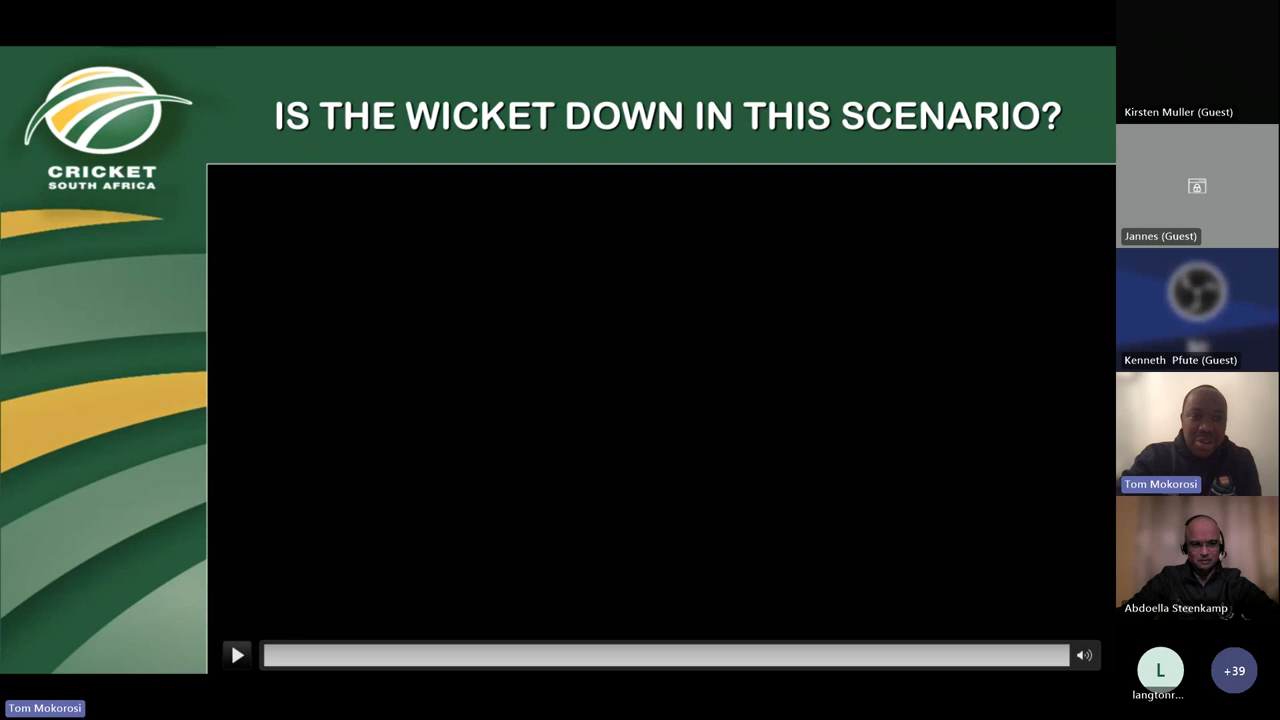 IS THE WICKET DOWN IN THIS SCENARIO?
CRICKET
SOUTH AFRICA
Kirsten Muller (Guest)
Jannes (Guest)
Kenneth Pfute (Guest)
Tom Mokorosi
Abdoella Steenkamp
L
+39
langtonr...
Tom Mokorosi